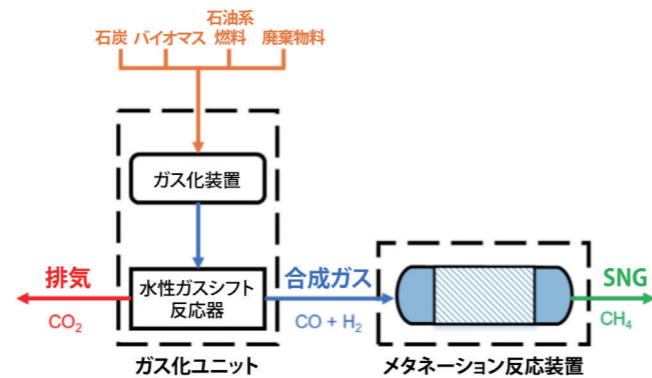 石炭 バイオマス 石油系
燃料 廃棄物料
ガス化装置
排気
CO2
水性ガスシフト
反応器
合成ガス
CO + H2
SNG
CH4
ガス化ユニット
メタネーション反応装置